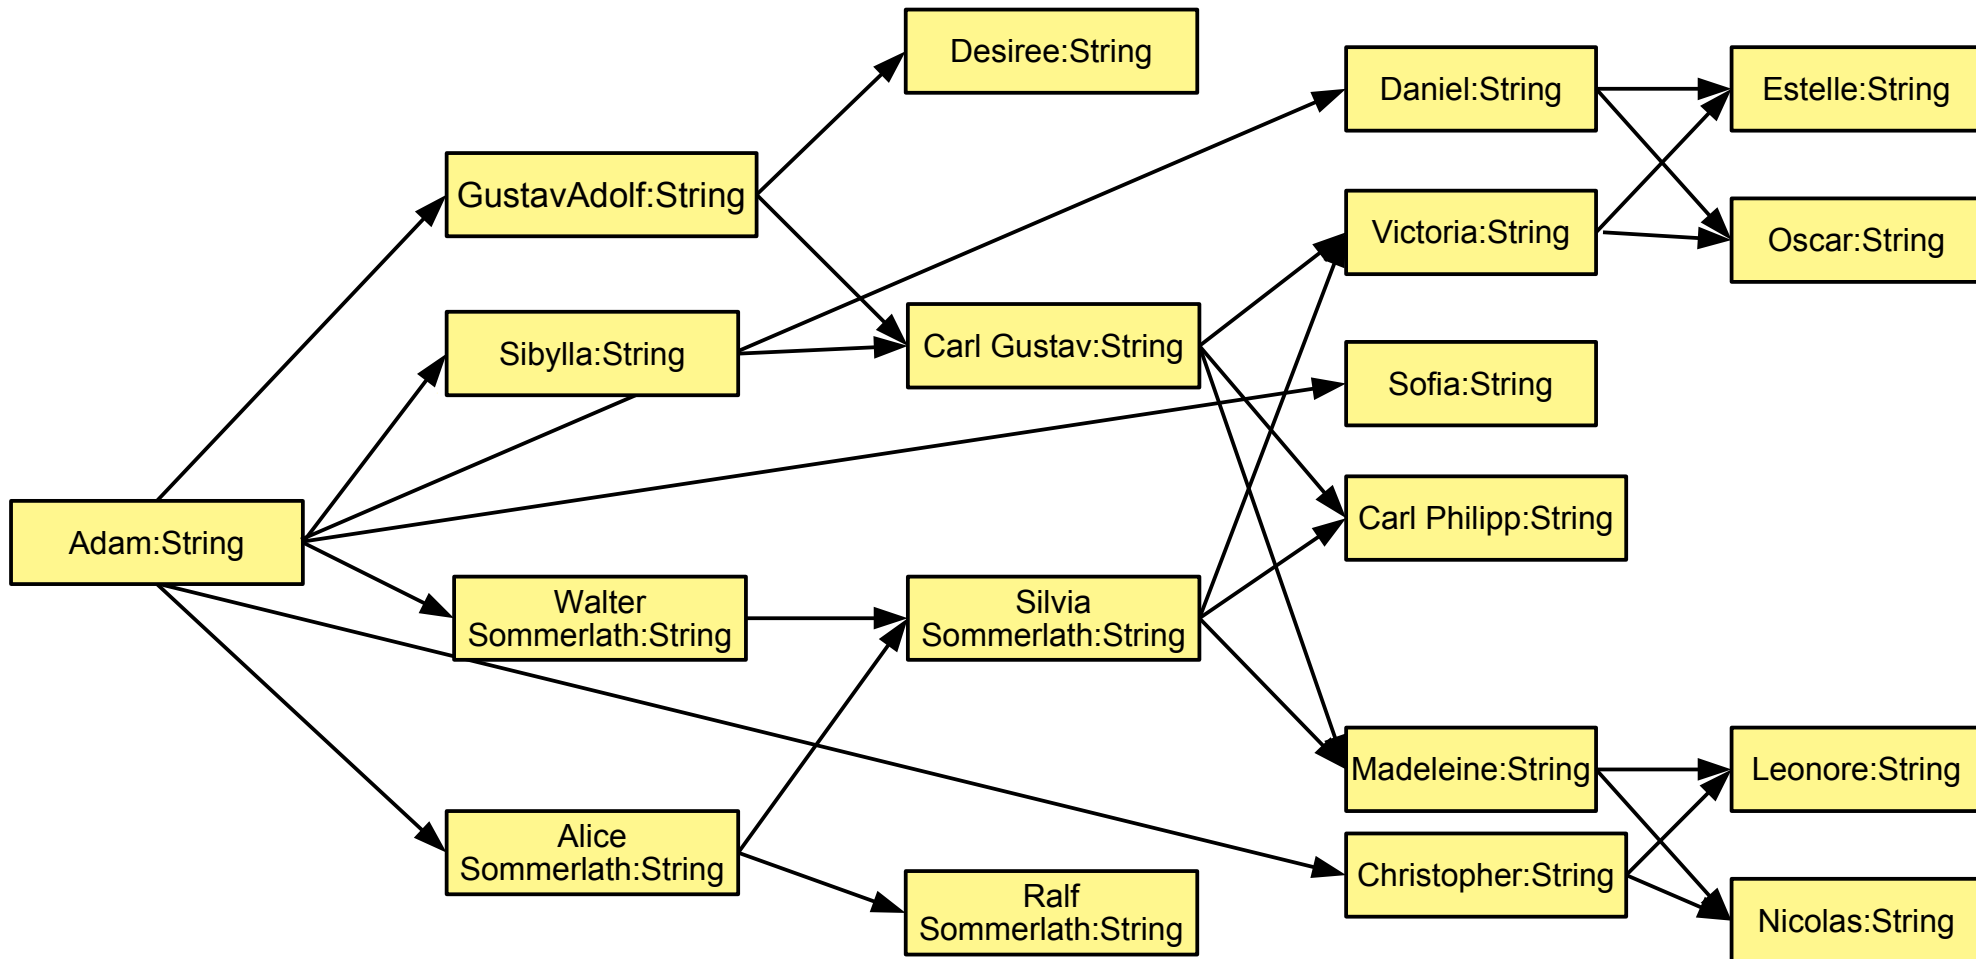 Desiree:String
Daniel:String
Estelle:String
GustavAdolf:String
Victoria:String
Oscar:String
Sibylla:String
Carl Gustav:String
Sofia:String
Adam:String
Carl Philipp:String
Walter
Sommerlath:String
Silvia
Sommerlath:String
Madeleine:String
Leonore:String
Alice
Sommerlath:String
Christopher:String
Ralf
Sommerlath:String
Nicolas:String